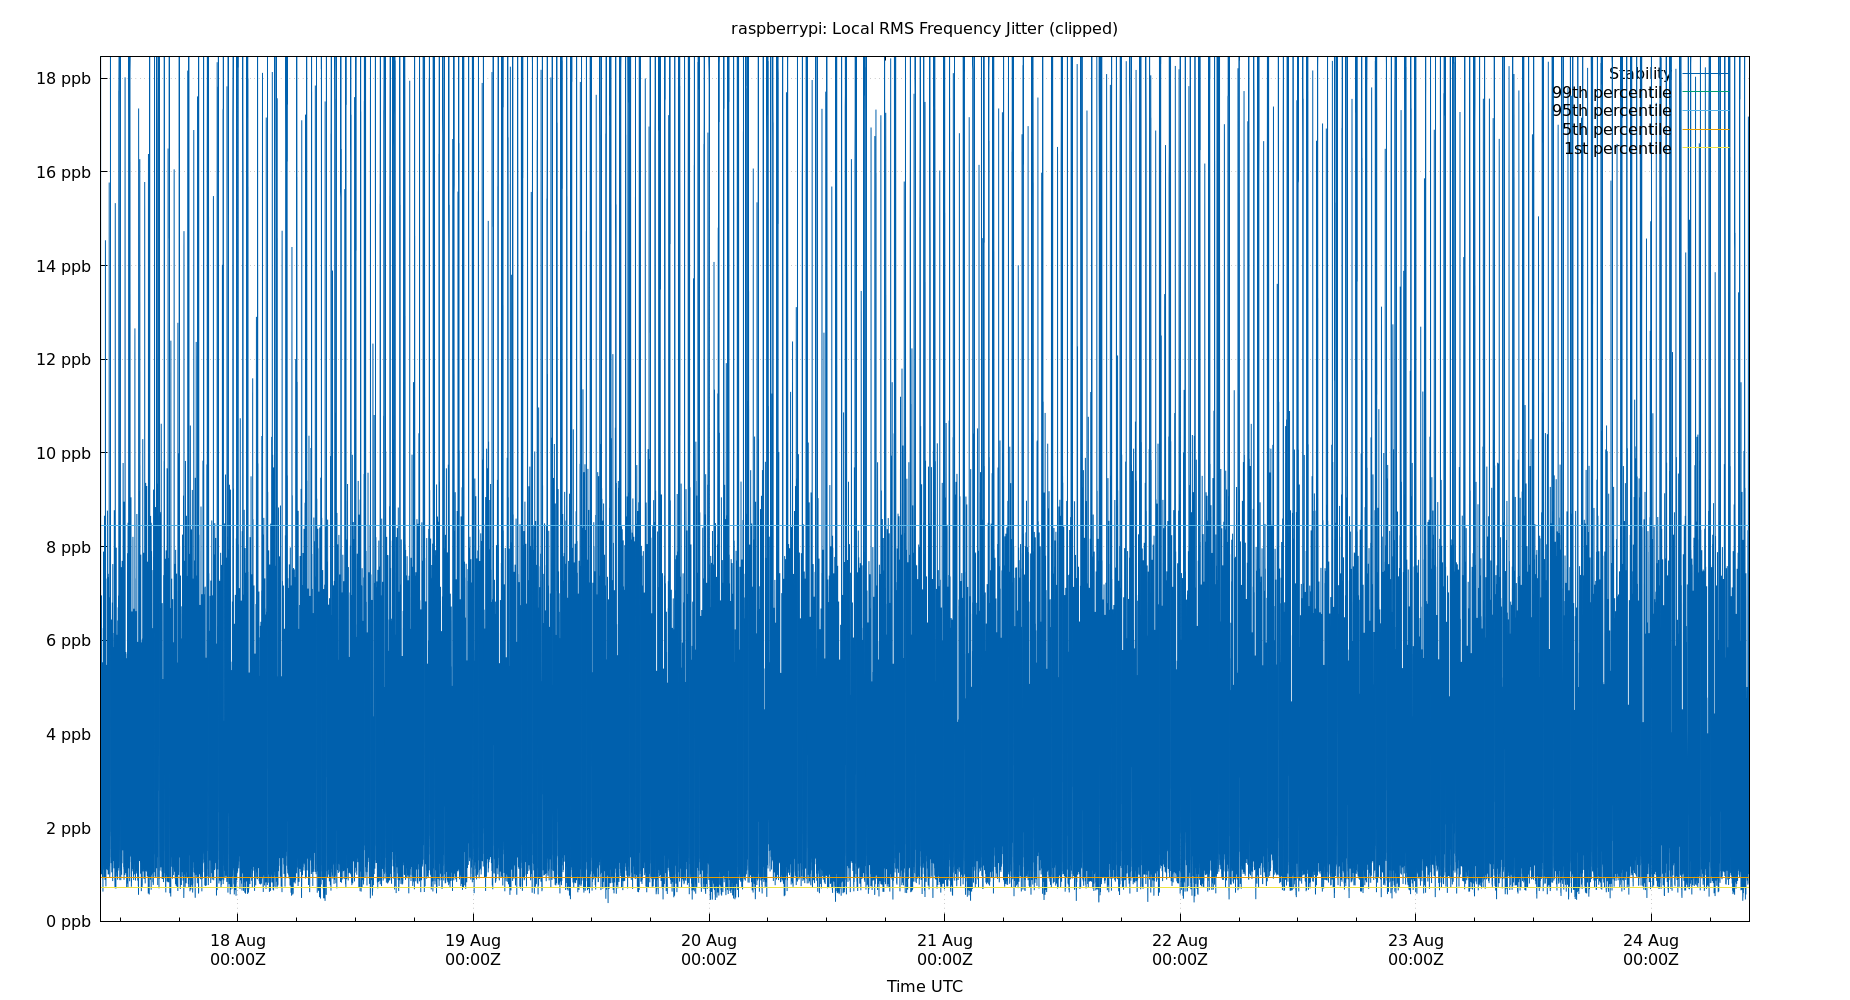 raspberrypi: Local RMS Frequency Jitter (clipped)
18 ppb
16 ppb
14 ppb
12 ppb
10 ppb
8 ppb
6 ppb
4 ppb
2 ppb
0 ppb
Stability
99th percentile
95th percentile
5th percentile
1st percentile
18 Aug 19 Aug 20 Aug 21 Aug 22 Aug 23 Aug 24 Aug
00:00Z 00:00Z 00:00Z 00:00Z 00:00Z 00:00Z 00:00Z
Time UTC